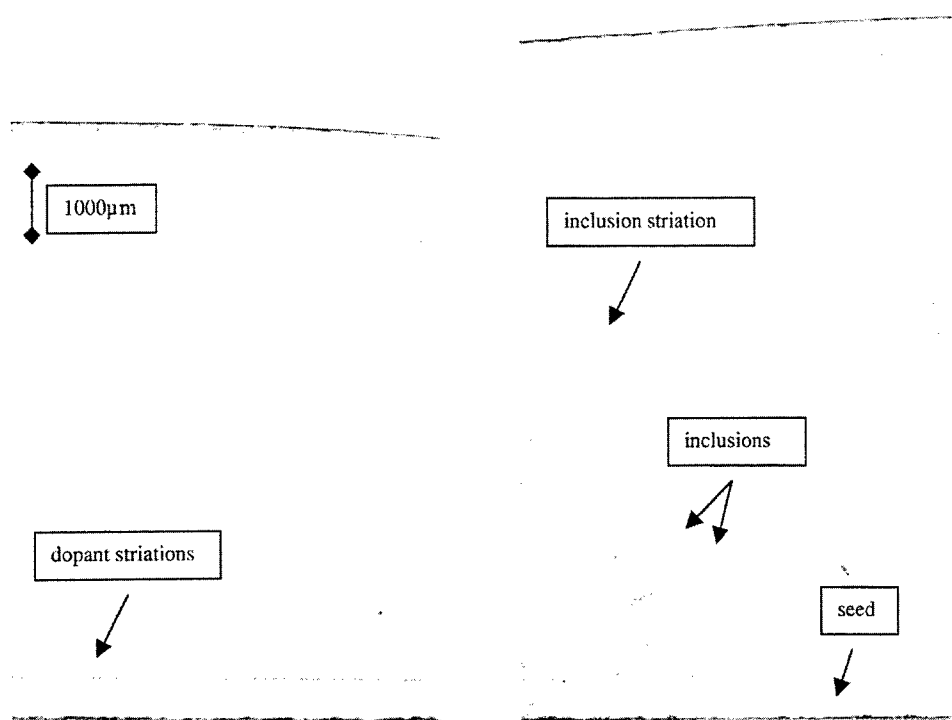 1000µm
dopant striations
inclusion striation
inclusions
seed